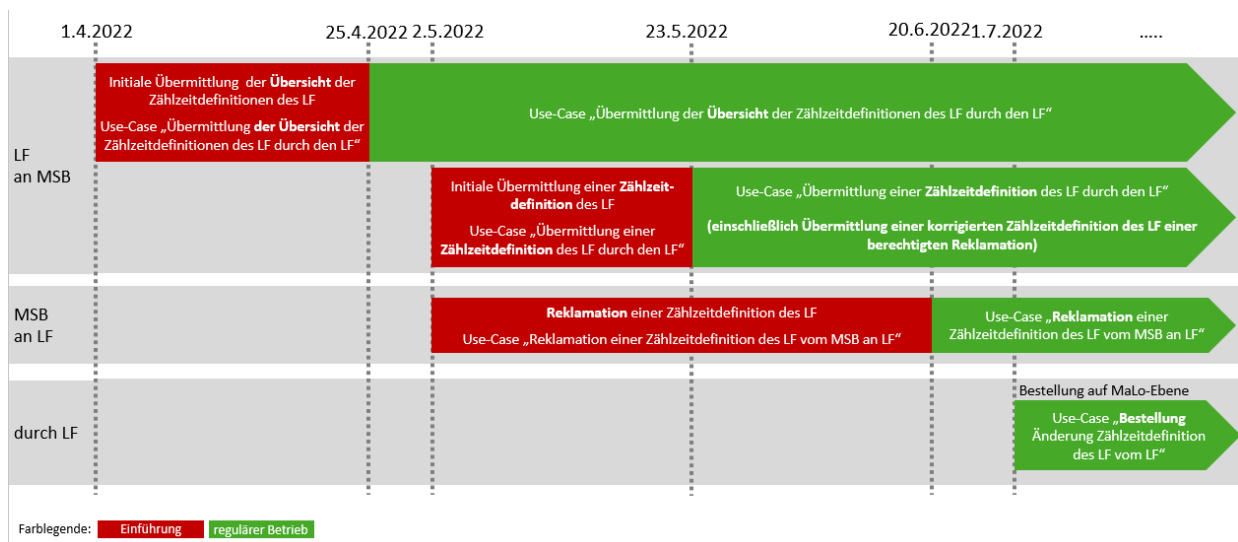 1.4.2022
25.4.2022
2.5.2022
23.5.2022
20.6.2022
1.7.2022
.....
LF
an MSB
Initiale Übermittlung der Übersicht der
Zählzeitdefinitionen des LF
Use-Case „Übermittlung der Übersicht der
Zählzeitdefinitionen des LF durch den LF“
Use-Case „Übermittlung der Übersicht der Zählzeitdefinitionen des LF durch den LF“
Initiale Übermittlung einer Zählzeit-
definition des LF
Use-Case „Übermittlung einer
Zählzeitdefinition des LF durch den LF“
Use-Case „Übermittlung einer Zählzeitdefinition des LF durch den LF“
(einschließlich Übermittlung einer korrigierten Zählzeitdefinition des LF einer
berechtigten Reklamation)
MSB
an LF
Reklamation einer Zählzeitdefinition des LF
Use-Case „Reklamation einer Zählzeitdefinition des LF vom MSB an LF“
Use-Case „Reklamation einer
Zählzeitdefinition des LF vom MSB an LF“
durch LF
Bestellung auf MaLo-Ebene
Use-Case „Bestellung
Änderung Zählzeitdefinition
des LF vom LF“
Farblegende:
Einführung
regulärer Betrieb